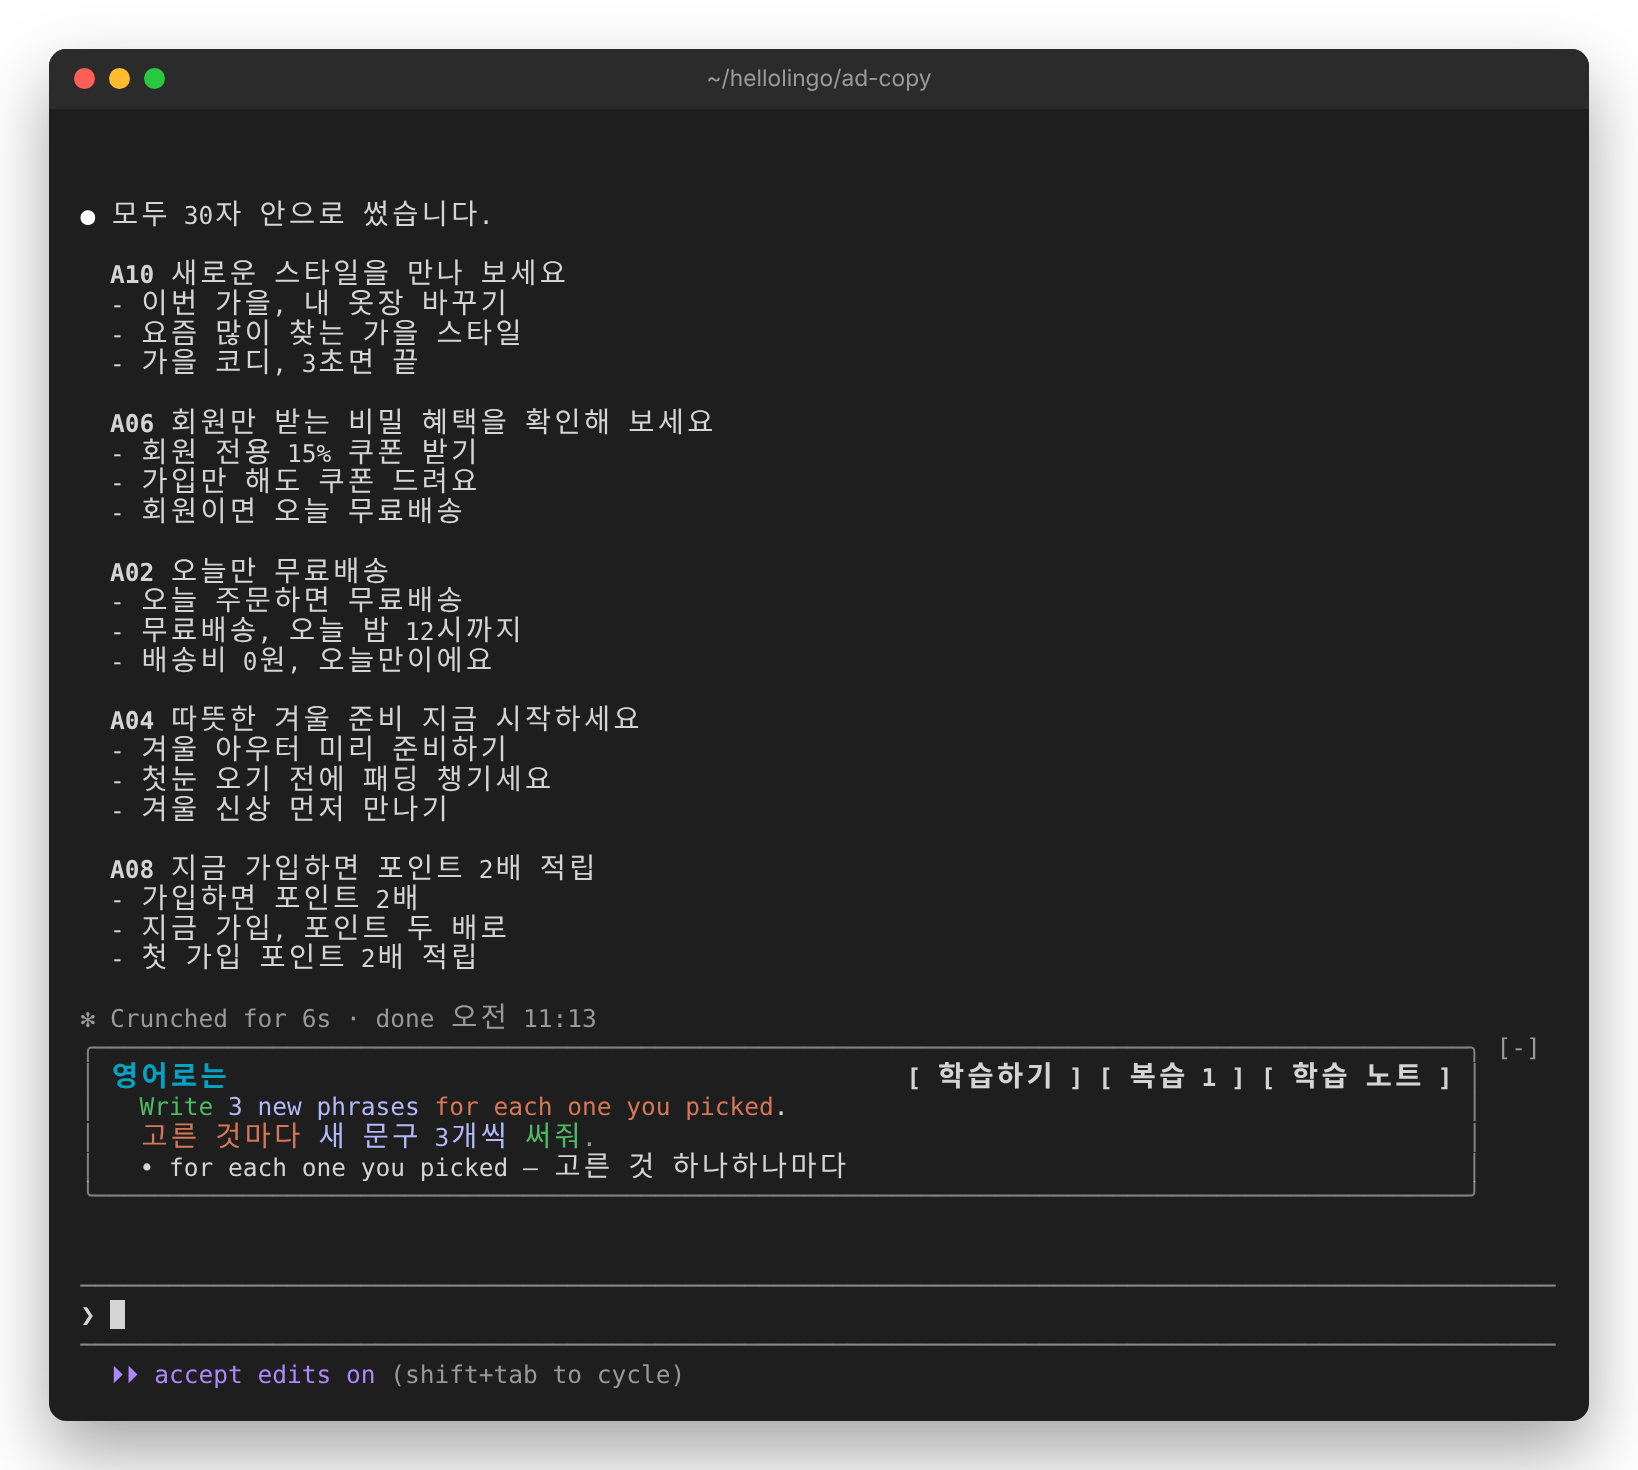 ~/hellolingo/ad-copy
● 모두 30자 안으로 썼습니다.
A10 새로운 스타일을 만나 보세요
- 이번 가을, 내 옷장 바꾸기
- 요즘 많이 찾는 가을 스타일
- 가을 코디, 3초면 끝
A06 회원만 받는 비밀 혜택을 확인해 보세요
- 회원 전용 15% 쿠폰 받기
- 가입만 해도 쿠폰 드려요
- 회원이면 오늘 무료배송
A02 오늘만 무료배송
- 오늘 주문하면 무료배송
- 무료배송, 오늘 밤 12시까지
- 배송비 0원, 오늘만이에요
A04 따뜻한 겨울 준비 지금 시작하세요
- 겨울 아우터 미리 준비하기
- 첫눈 오기 전에 패딩 챙기세요
- 겨울 신상 먼저 만나기
A08 지금 가입하면 포인트 2배 적립
- 가입하면 포인트 2배
- 지금 가입, 포인트 두 배로
- 첫 가입 포인트 2배 적립
✻ Crunched for 6s · done 오전 11:13
[-]
영어로는 [ 학습하기 ] [ 복습 1 ] [ 학습 노트 ]
Write 3 new phrases for each one you picked.
고른 것마다 새 문구 3개씩 써줘.
• for each one you picked — 고른 것 하나하나마다
❯
⏵⏵ accept edits on (shift+tab to cycle)